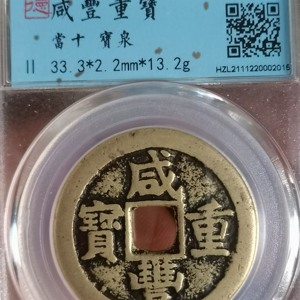 德
咸豐重寶
當十 寶泉
II 33.3*2.2mm*13.2g
HZL2111220002016
咸
寶 重
豐